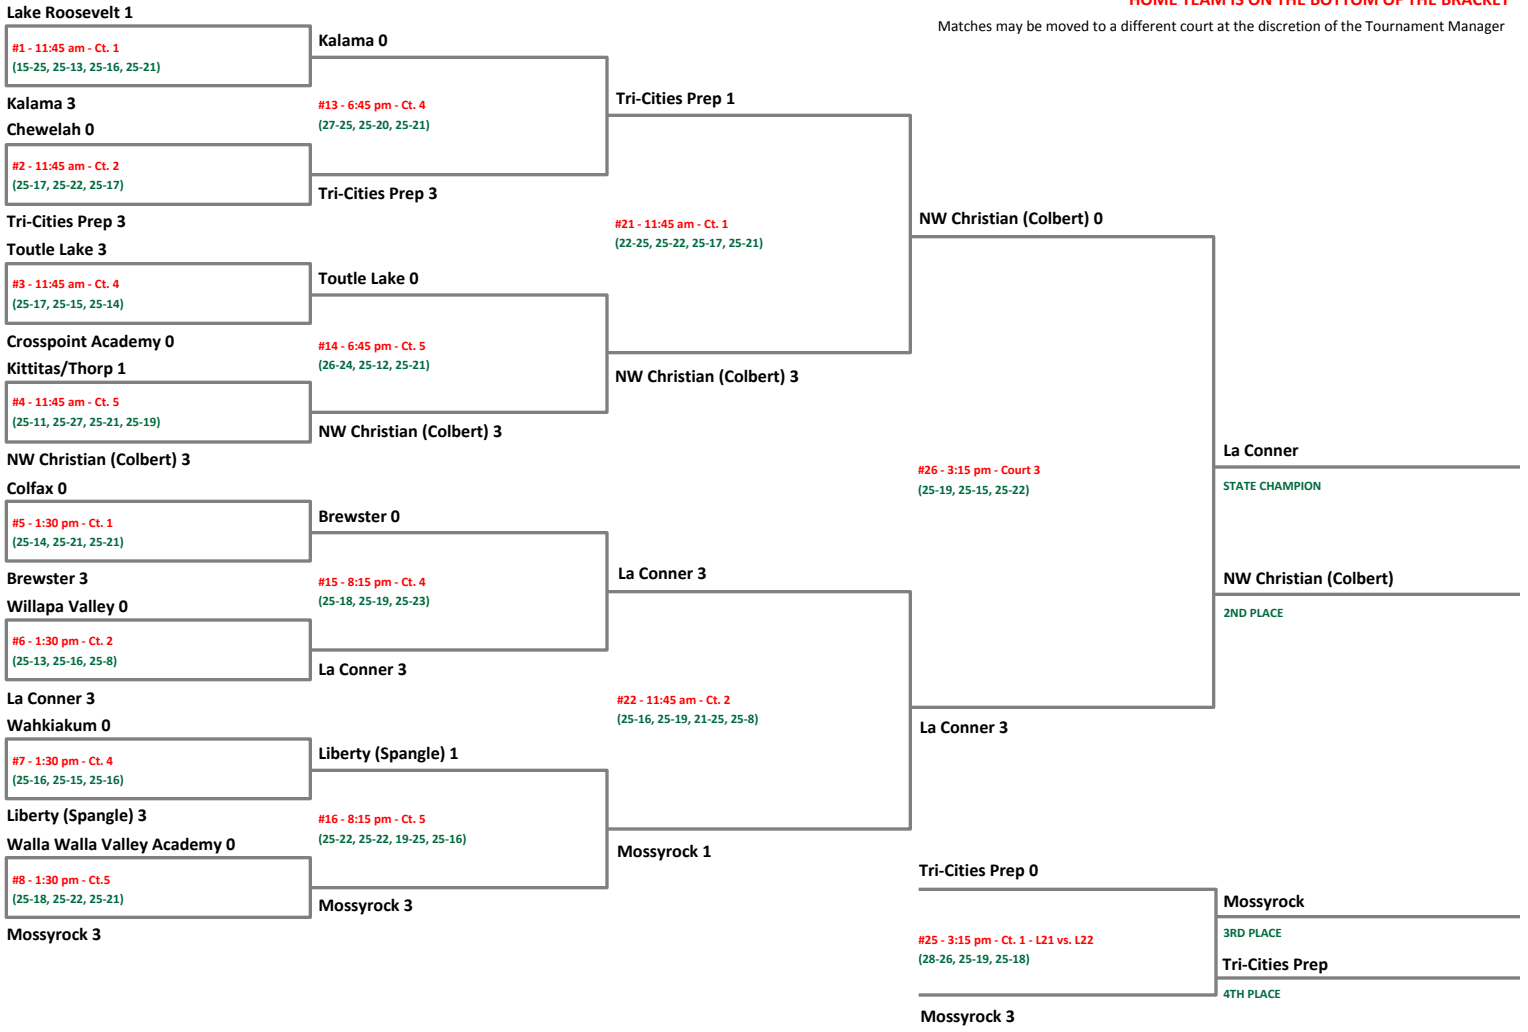 HOME TEAM IS ON THE BOTTOM OF THE BRACKET
Matches may be moved to a different court at the discretion of the Tournament Manager
Lake Roosevelt 1
#1 - 11:45 am - Ct. 1
(15-25, 25-13, 25-16, 25-21)
Kalama 3
Chewelah 0
#2 - 11:45 am - Ct. 2
(25-17, 25-22, 25-17)
Tri-Cities Prep 3
Toutle Lake 3
#3 - 11:45 am - Ct. 4
(25-17, 25-15, 25-14)
Crosspoint Academy 0
Kittitas/Thorp 1
#4 - 11:45 am - Ct. 5
(25-11, 25-27, 25-21, 25-19)
NW Christian (Colbert) 3
Colfax 0
#5 - 1:30 pm - Ct. 1
(25-14, 25-21, 25-21)
Brewster 3
Willapa Valley 0
#6 - 1:30 pm - Ct. 2
(25-13, 25-16, 25-8)
La Conner 3
Wahkiakum 0
#7 - 1:30 pm - Ct. 4
(25-16, 25-15, 25-16)
Liberty (Spangle) 3
Walla Walla Valley Academy 0
#8 - 1:30 pm - Ct.5
(25-18, 25-22, 25-21)
Mossyrock 3
Kalama 0
#13 - 6:45 pm - Ct. 4
(27-25, 25-20, 25-21)
Tri-Cities Prep 3
Toutle Lake 0
#14 - 6:45 pm - Ct. 5
(26-24, 25-12, 25-21)
NW Christian (Colbert) 3
Brewster 0
#15 - 8:15 pm - Ct. 4
(25-18, 25-19, 25-23)
La Conner 3
Liberty (Spangle) 1
#16 - 8:15 pm - Ct. 5
(25-22, 25-22, 19-25, 25-16)
Mossyrock 3
Tri-Cities Prep 1
#21 - 11:45 am - Ct. 1
(22-25, 25-22, 25-17, 25-21)
NW Christian (Colbert) 3
La Conner 3
#22 - 11:45 am - Ct. 2
(25-16, 25-19, 21-25, 25-8)
Mossyrock 1
NW Christian (Colbert) 0
#26 - 3:15 pm - Court 3
(25-19, 25-15, 25-22)
La Conner 3
Tri-Cities Prep 0
#25 - 3:15 pm - Ct. 1 - L21 vs. L22
(28-26, 25-19, 25-18)
Mossyrock 3
La Conner
STATE CHAMPION
NW Christian (Colbert)
2ND PLACE
Mossyrock
3RD PLACE
Tri-Cities Prep
4TH PLACE